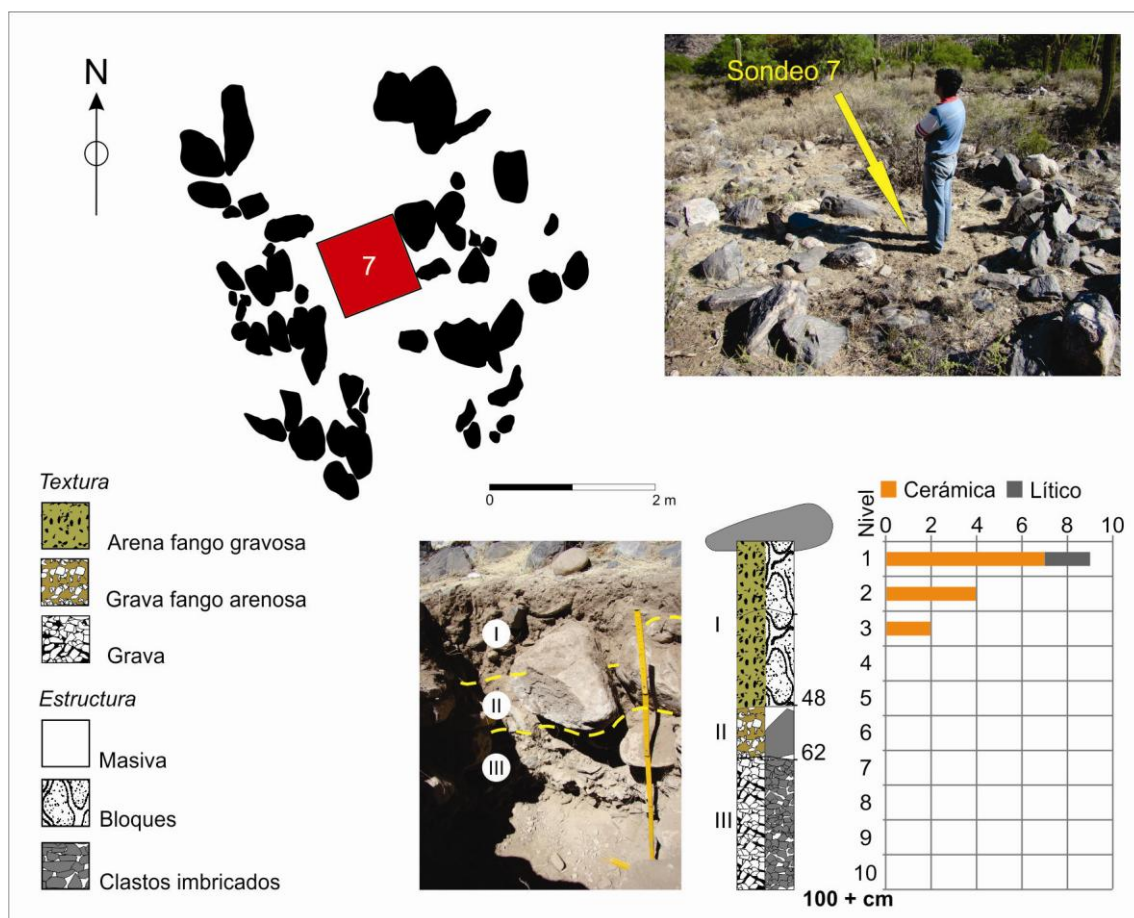 N
7
Sondeo 7
Textura
Arena fango gravosa
Grava fango arenosa
Grava
Estructura
Masiva
Bloques
Clastos imbricados
0 2 m
I
II
III
I
II
III
48
62
100 + cm
Nivel
Cerámica Lítico
0 2 4 6 8 10
1
2
3
4
5
6
7
8
9
10